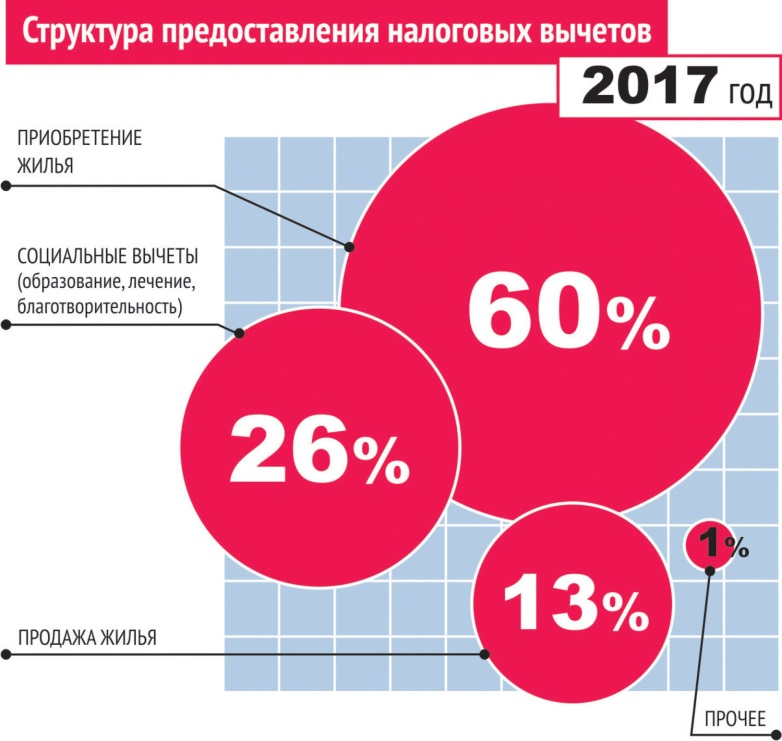 Структура предоставления налоговых вычетов
2017 год
ПРИОБРЕТЕНИЕ
ЖИЛЬЯ
60%
СОЦИАЛЬНЫЕ ВЫЧЕТЫ
(образование, лечение,
благотворительность)
26%
ПРОДАЖА ЖИЛЬЯ
13%
1%
ПРОЧЕЕ